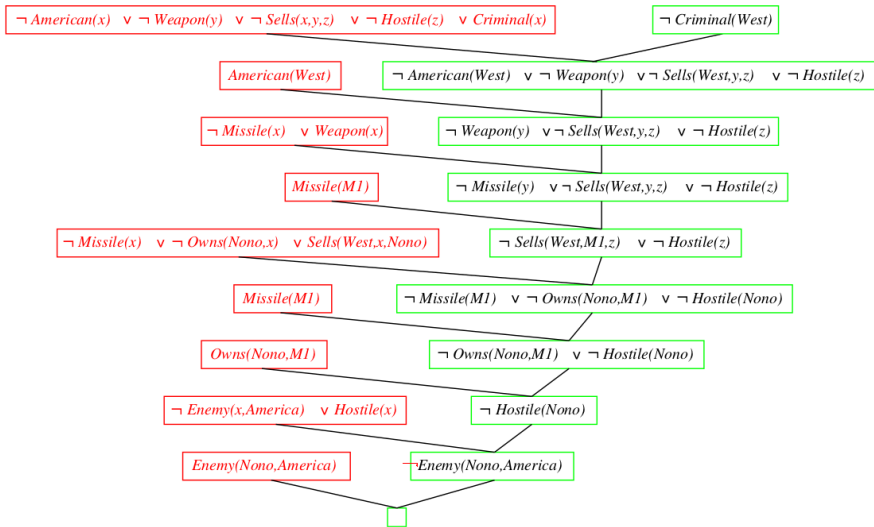 ¬ American(x) ∨ ¬ Weapon(y) ∨ ¬ Sells(x,y,z) ∨ ¬ Hostile(z) ∨ Criminal(x) ¬ Criminal(West)
American(West) ¬ American(West) ∨ ¬ Weapon(y) ∨ ¬ Sells(West,y,z) ∨ ¬ Hostile(z)
¬ Missile(x) ∨ Weapon(x) ¬ Weapon(y) ∨ ¬ Sells(West,y,z) ∨ ¬ Hostile(z)
Missile(M1) ¬ Missile(y) ∨ ¬ Sells(West,y,z) ∨ ¬ Hostile(z)
¬ Missile(x) ∨ ¬ Owns(Nono,x) ∨ Sells(West,x,Nono) ¬ Sells(West,M1,z) ∨ ¬ Hostile(z)
Missile(M1) ¬ Missile(M1) ∨ ¬ Owns(Nono,M1) ∨ ¬ Hostile(Nono)
Owns(Nono,M1) ¬ Owns(Nono,M1) ∨ ¬ Hostile(Nono)
¬ Enemy(x,America) ∨ Hostile(x) ¬ Hostile(Nono)
Enemy(Nono,America) ¬Enemy(Nono,America)